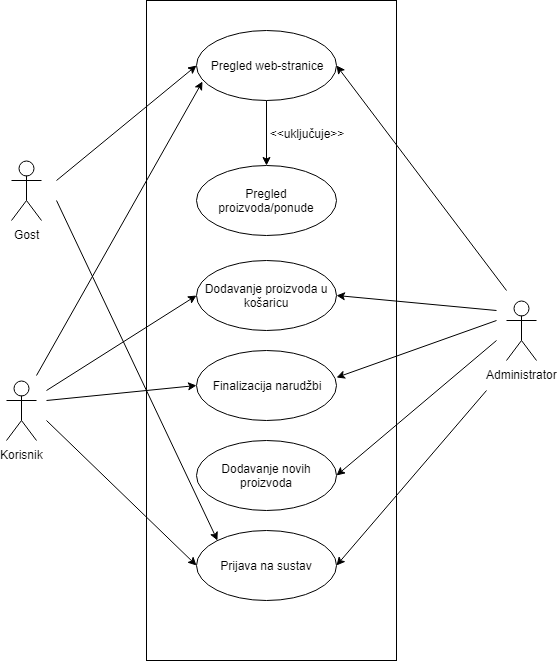 Pregled web-stranice
<<uključuje>>
Pregled
proizvoda/ponude
Gost
Dodavanje proizvoda u
košaricu
Administrator
Finalizacija narudžbi
Korisnik
Dodavanje novih
proizvoda
Prijava na sustav